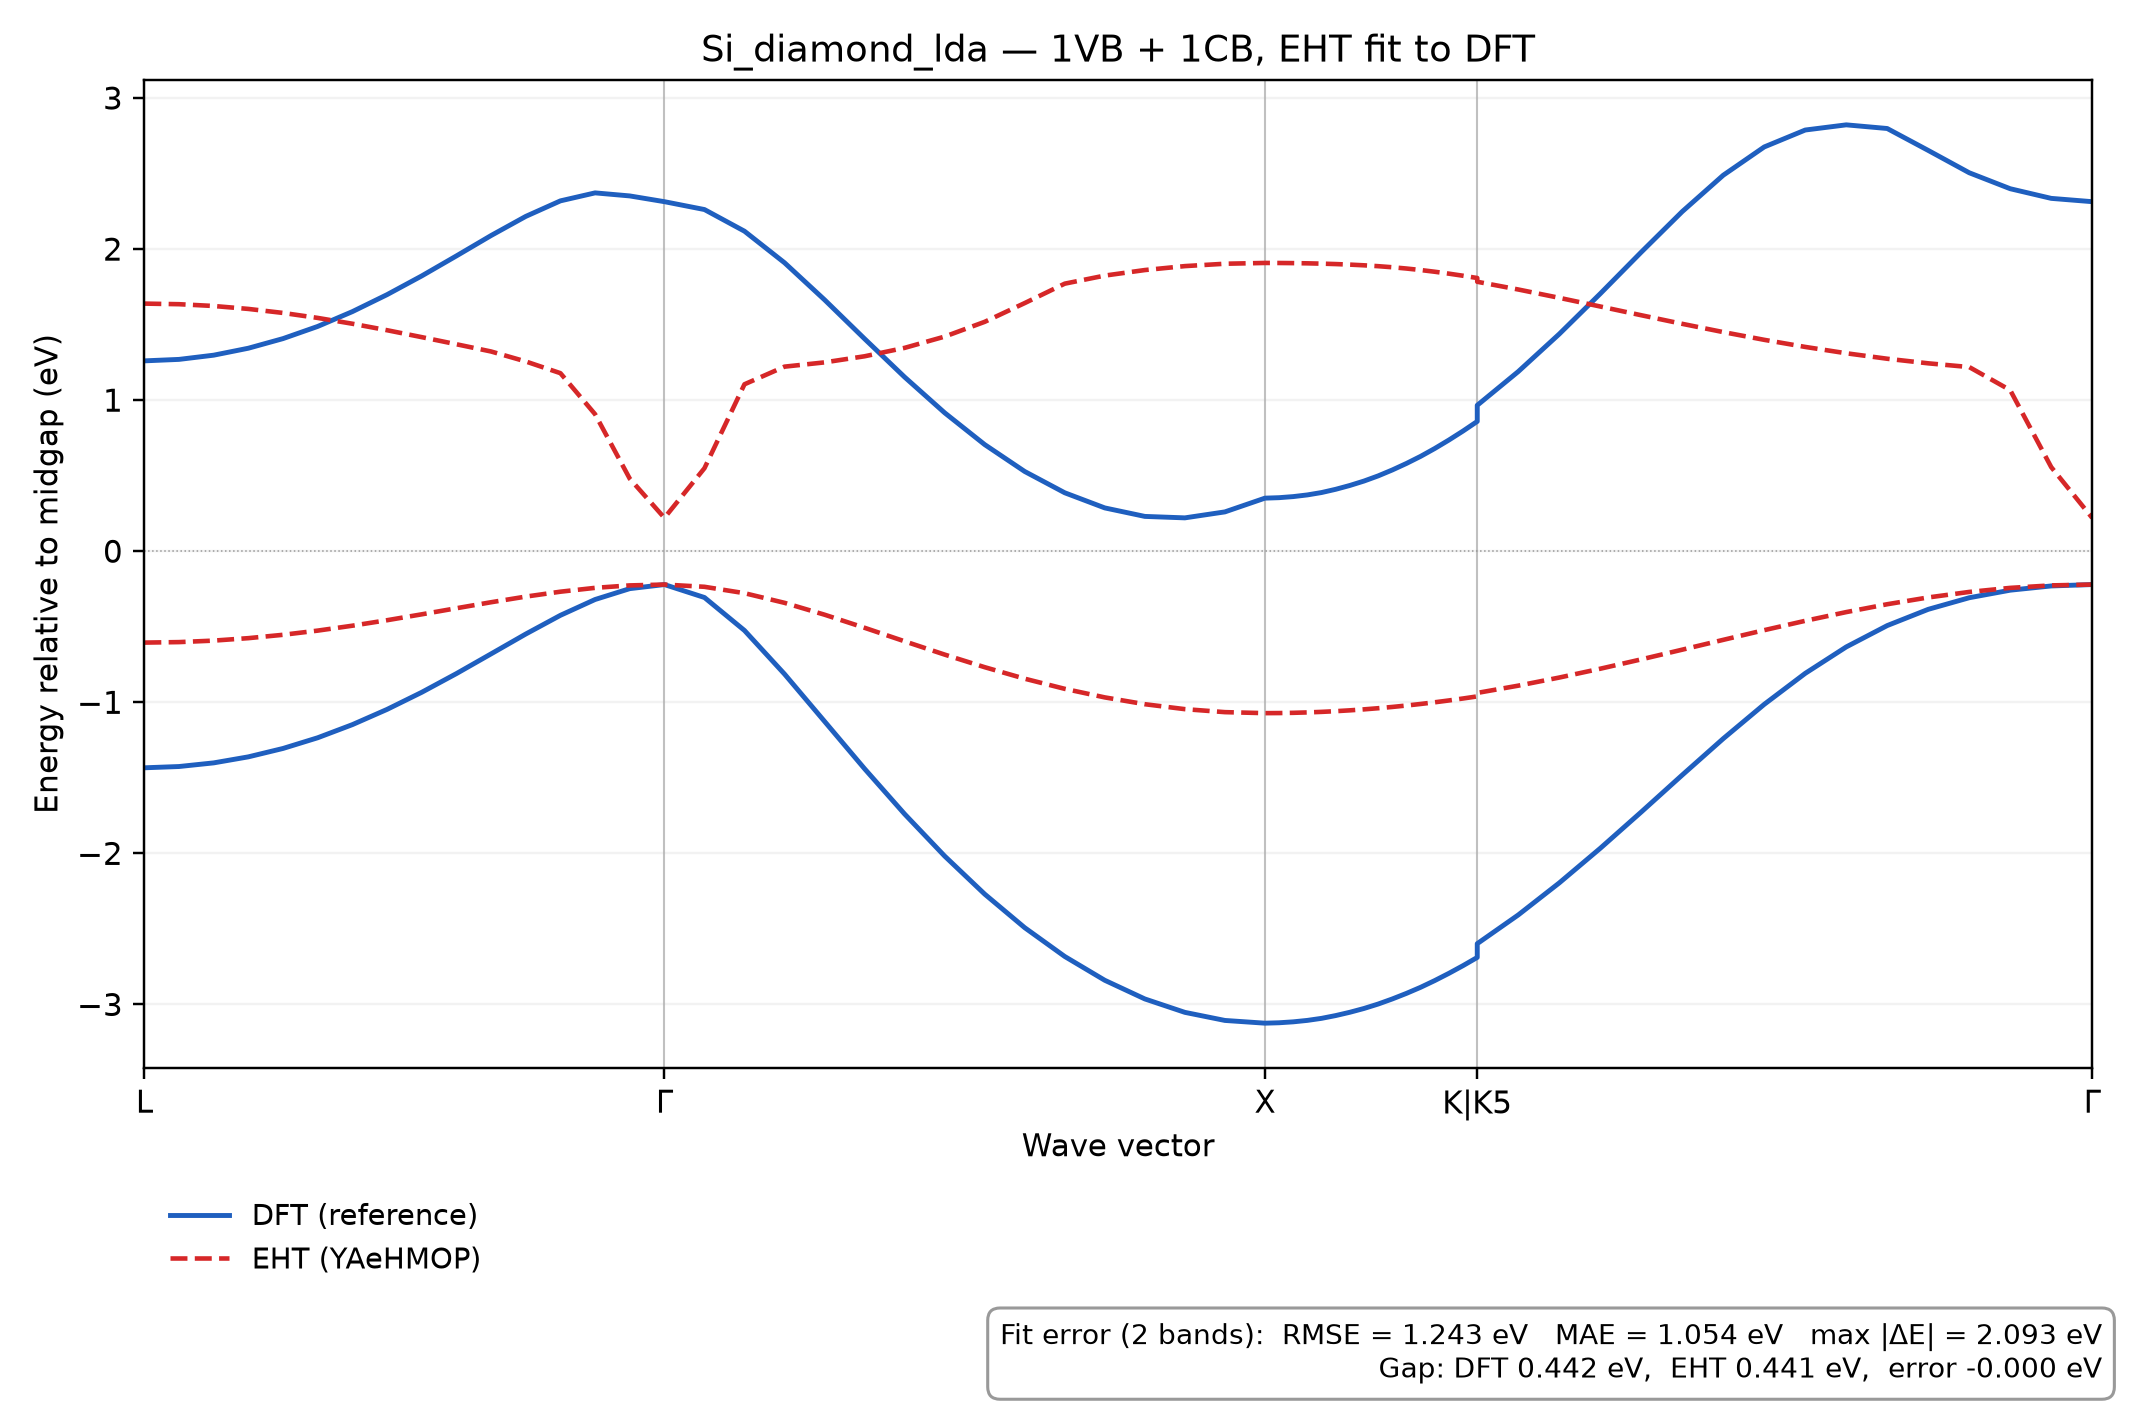 Si_diamond_lda — 1VB + 1CB, EHT fit to DFT
Energy relative to midgap (eV)
3
2
1
0
−1
−2
−3
L
Γ
X
K|K5
Γ
Wave vector
DFT (reference)
EHT (YAeHMOP)
Fit error (2 bands): RMSE = 1.243 eV MAE = 1.054 eV max |ΔE| = 2.093 eV
Gap: DFT 0.442 eV, EHT 0.441 eV, error -0.000 eV